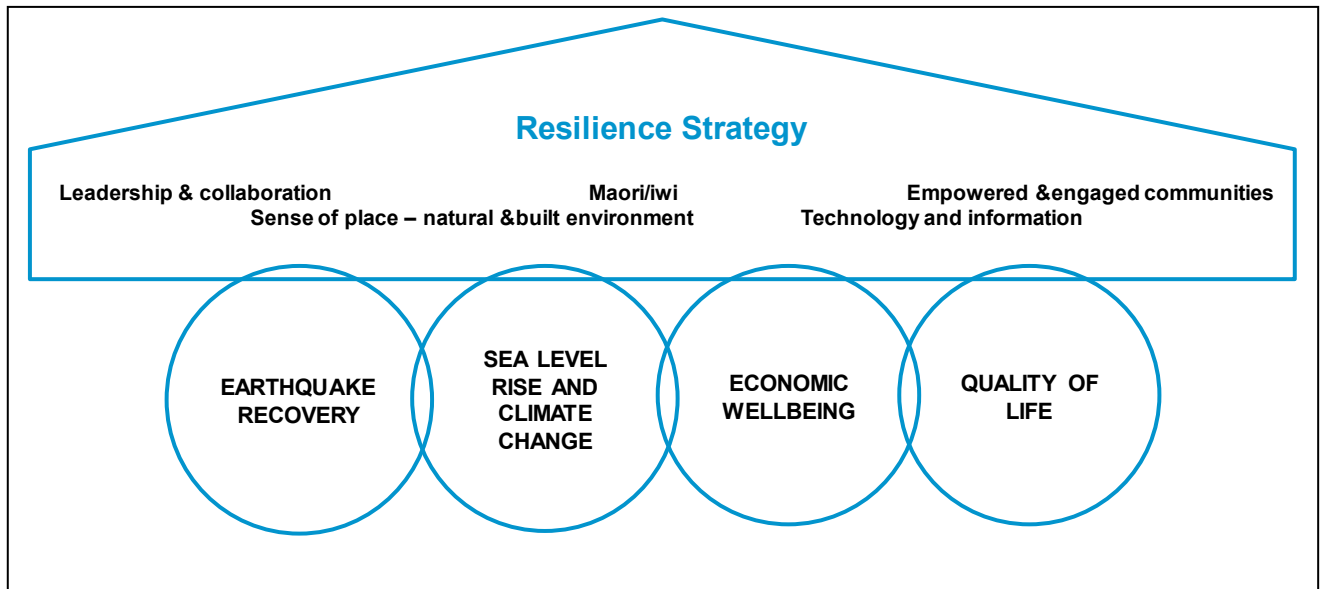 Resilience Strategy
Leadership & collaboration Maori/iwi Empowered &engaged communities
Sense of place – natural &built environment Technology and information
EARTHQUAKE
RECOVERY
SEA LEVEL
RISE AND
CLIMATE
CHANGE
ECONOMIC
WELLBEING
QUALITY OF
LIFE